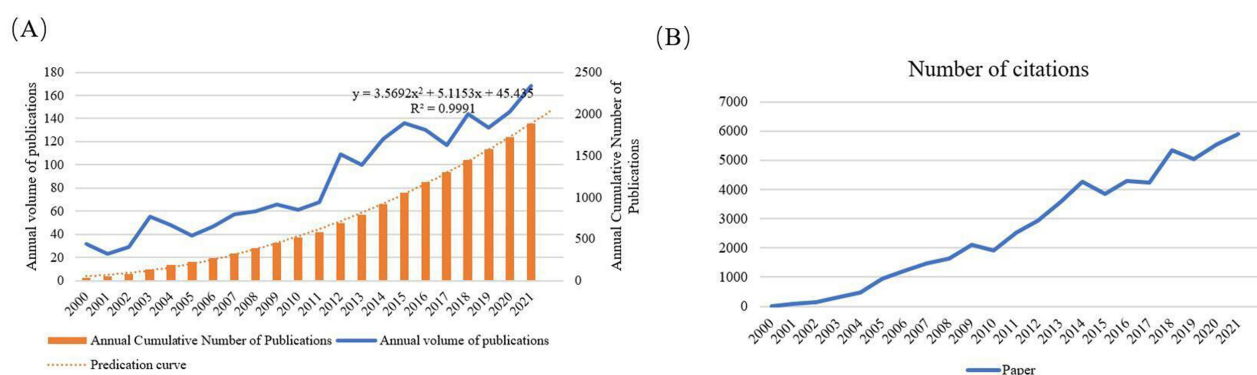 (A)
180
160
140
120
100
80
60
40
20
0
Annual volume of publications
y = 3.5692x² + 5.1153x + 45.435
R² = 0.9991
2500
2000
1500
1000
500
0
Annual Cumulative Number of
Publications
2000 2001 2002 2003 2004 2005 2006 2007 2008 2009 2010 2011 2012 2013 2014 2015 2016 2017 2018 2019 2020 2021
Annual Cumulative Number of Publications Annual volume of publications
Predication curve
(B)
Number of citations
7000
6000
5000
4000
3000
2000
1000
0
2000 2001 2002 2003 2004 2005 2006 2007 2008 2009 2010 2011 2012 2013 2014 2015 2016 2017 2018 2019 2020 2021
Paper